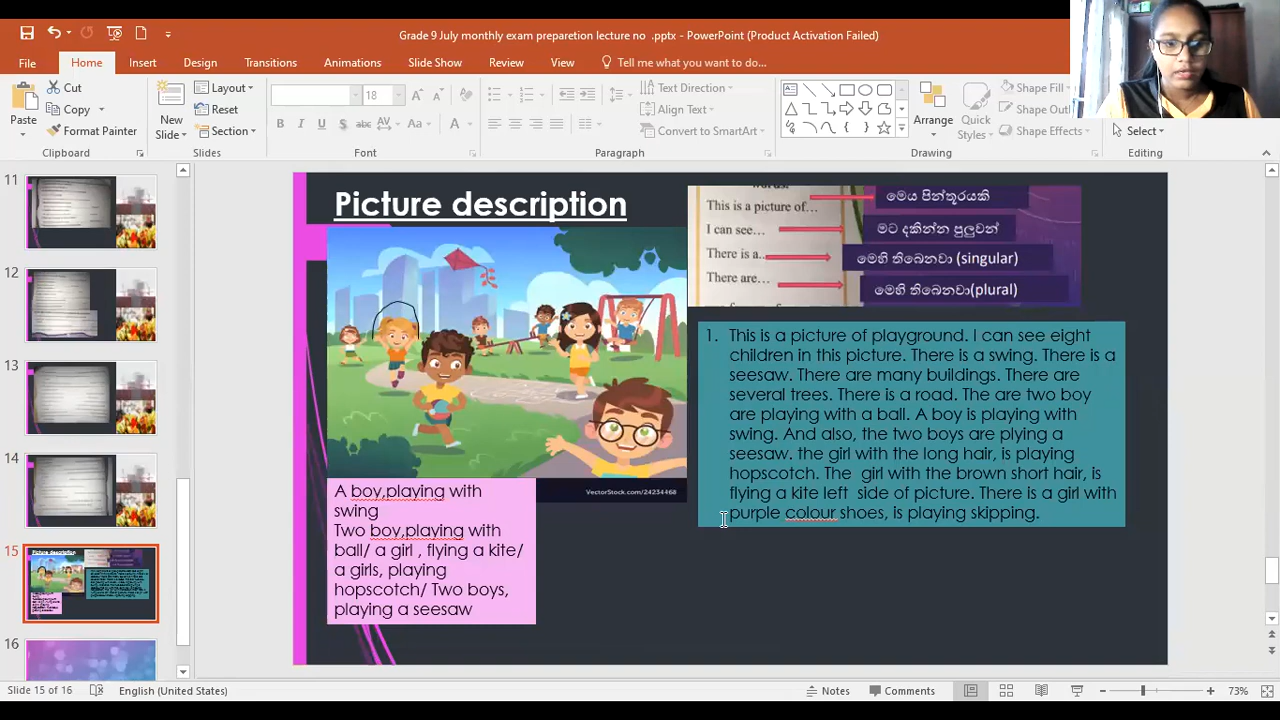 Grade 9 July monthly exam prepare​tion lecture no .pptx - PowerPoint (Product Activation Failed)
File Home Insert Design Transitions Animations Slide Show Review View Tell me what you want to do...
Paste
Cut
Copy
Format Painter
Clipboard
New Slide
Layout
Reset
Section
Slides
18
B I U S abc AV Aa A
Font
Text Direction
Align Text
Convert to SmartArt
Paragraph
Arrange
Quick Styles
Shape Fill
Shape Out
Shape Effects
Drawing
Select
Editing
11
12
13
14
15
16
Picture description
words.
This is a picture of...
මෙය පින්තූරයකි
I can see...
මට දකින්න පුලුවන්
There is a..
මෙහි තිබෙනවා (singular)
There are...
මෙහි තිබෙනවා(plural)
VectorStock.com/24234468
1. This is a picture of playground. I can see eight
children in this picture. There is a swing. There is a
seesaw. There are many buildings. There are
several trees. There is a road. The are two boy
are playing with a ball. A boy is playing with
swing. And also, the two boys are plying a
seesaw. the girl with the long hair, is playing
hopscotch. The girl with the brown short hair, is
flying a kite left side of picture. There is a girl with
purple colour shoes, is playing skipping.
A boy,playing with
swing
Two boy,playing with
ball/ a girl , flying a kite/
a girls, playing
hopscotch/ Two boys,
playing a seesaw
Slide 15 of 16 English (United States) Notes Comments 73%